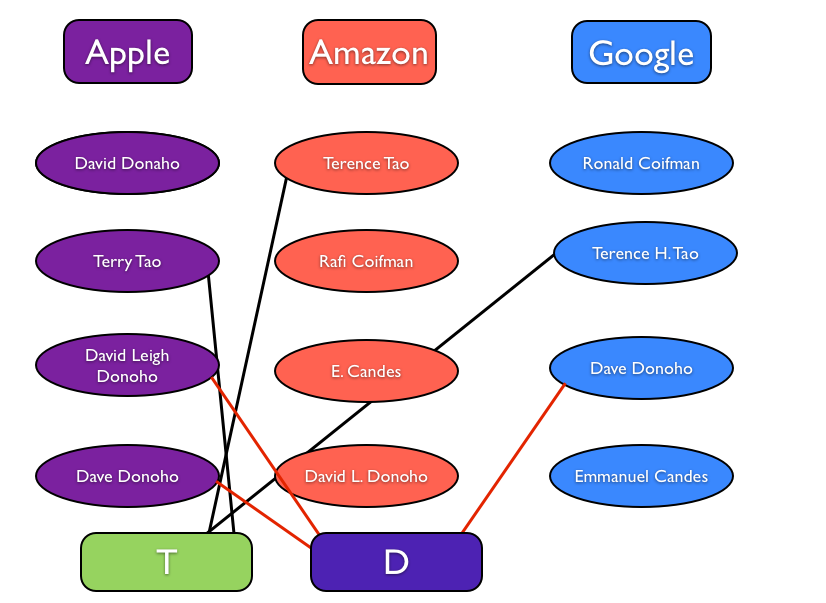 Apple
Amazon
Google
David Donaho
Terence Tao
Ronald Coifman
Terry Tao
Rafi Coifman
Terence H. Tao
David Leigh
Donoho
E. Candes
Dave Donoho
Dave Donoho
David L. Donoho
Emmanuel Candes
T
D